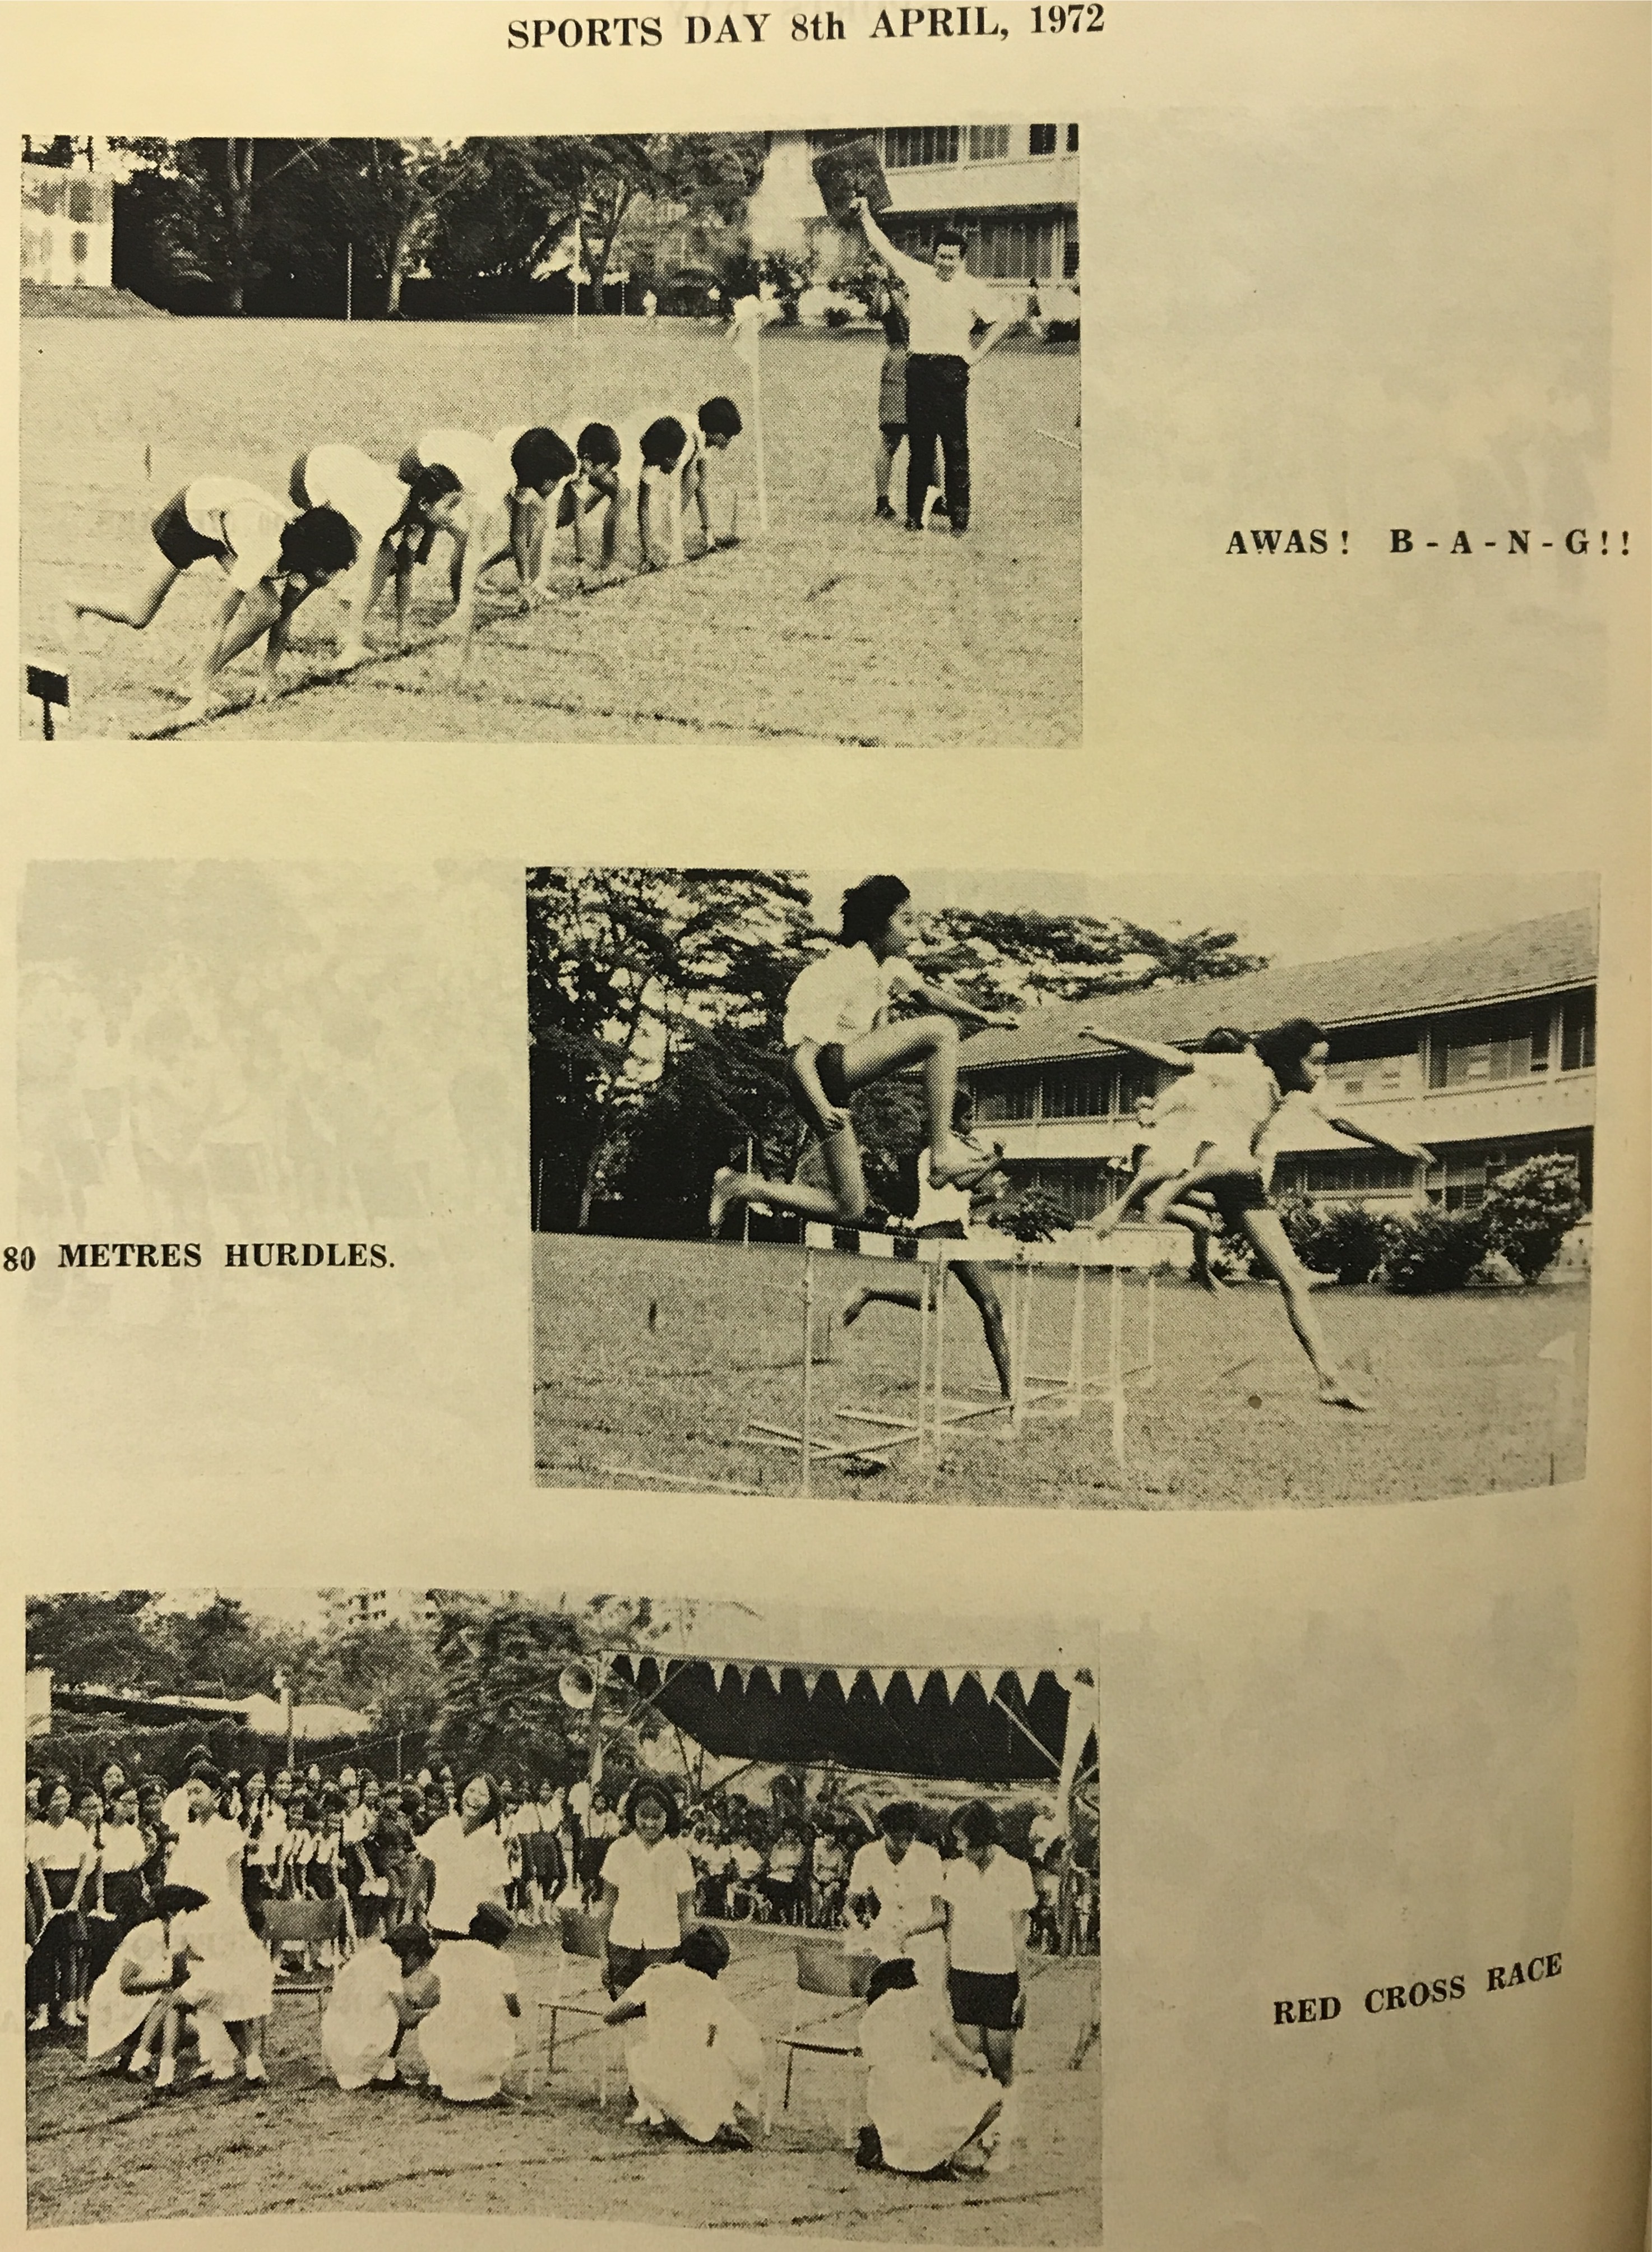 SPORTS DAY 8th APRIL, 1972
AWAS! B-A-N-G!!
80 METRES HURDLES.
RED CROSS RACE